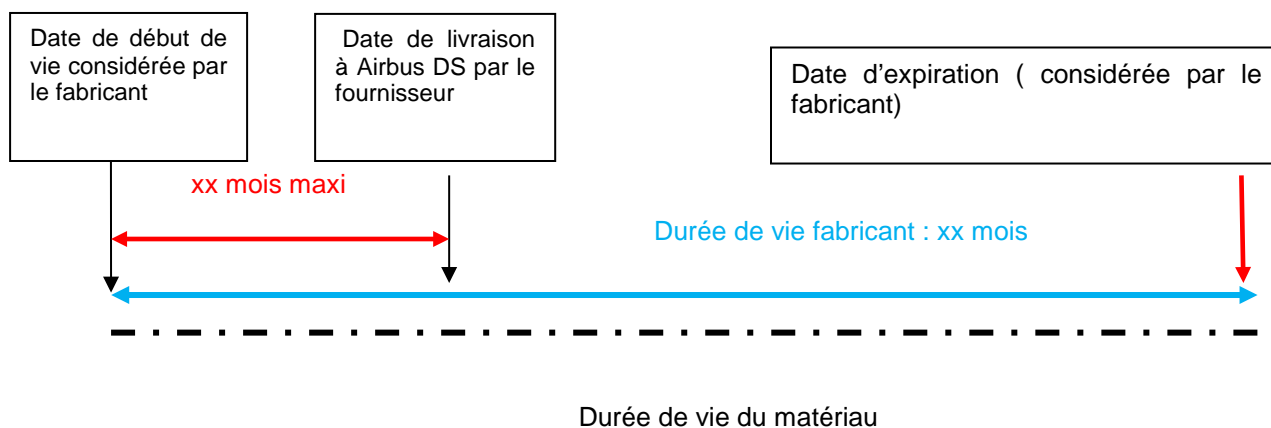 Date de début de
vie considérée par
le fabricant
Date de livraison
à Airbus DS par le
fournisseur
Date d’expiration ( considérée par le
fabricant)
xx mois maxi
Durée de vie fabricant : xx mois
Durée de vie du matériau